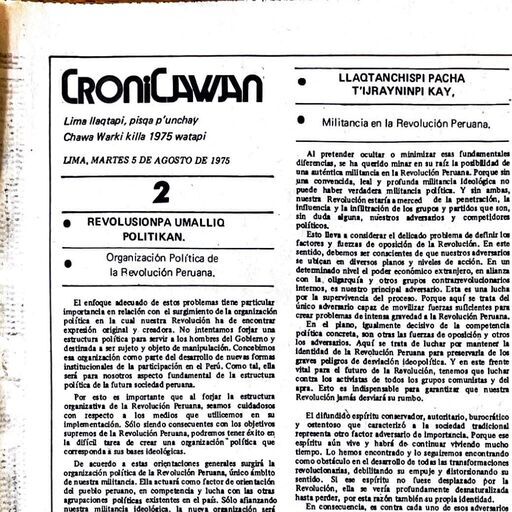 CRONICAWAN
Lima llaqtapi, pisqa p'unchay
Chawa Warki killa 1975 watapi
LIMA, MARTES 5 DE AGOSTO DE 1975
2
REVOLUSIONPA UMALLIQ
POLITIKAN.
Organización Política de
la Revolución Peruana.
El enfoque adecuado de estos problemas tiene particular
importancia en relación con el surgimiento de la organización
política en la cual nuestra Revolución ha de encontrar
expresión original y creadora. No intentamos forjar una
estructura política para servir a los hombres del Gobierno y
destinada a ser sujeto y objeto de manipulación. Concebimos
esa organización como parte del desarrollo de nuevas formas
institucionales de la participación en el Perú. Como tal, ella
será para nosotros aspecto fundamental de la estructura
política de la futura sociedad peruana.
Por esto es importante que al forjar la estructura
organizativa de la Revolución Peruana, seamos cuidadosos
con respecto a los medios que utilicemos en su
implementación. Sólo siendo consecuentes con los objetivos
supremos de la Revolución Peruana, podremos tener éxito en
la difícil tarea de crear una organización política que
corresponda a sus bases ideológicas.
De acuerdo a estas orientaciones generales surgirá la
organización política de la Revolución Peruana, único ámbito
de nuestra militancia. Ella actuará como factor de orientación
del pueblo peruano, en competencia y lucha con las otras
agrupaciones políticas existentes en el país. Sólo afianzando
nuestra militancia ideológica, la nueva organización será
LLAQTANCHISPI PACHA
T'IJRAYNINPI KAY,
Militancia en la Revolución Peruana.
Al pretender ocultar o minimizar esas fundamentales
diferencias, se ha querido minar en su raíz la posibilidad de
una auténtica militancia en la Revolución Peruana. Porque sin
una convencida, leal y profunda militancia ideológica no
puede haber verdadera militancia política. Y sin ambas,
nuestra Revolución estaría a merced de la penetración, la
influencia y la infiltración de los grupos y partidos que son,
sin duda alguna, nuestros adversarios y competidores
políticos.
Esto lleva a considerar el delicado problema de definir los
factores y fuerzas de oposición de la Revolución. En este
sentido, debemos ser conscientes de que nuestros adversarios
se ubican en diversos planos y niveles de acción. En un
determinado nivel el poder económico extranjero, en alianza
con la oligarquía y otros grupos contrarrevolucionarios
internos, es nuestro principal adversario. Esta es una lucha
por la supervivencia del proceso. Porque aquí se trata del
único adversario capaz de movilizar fuerzas suficientes para
crear problemas de intensa gravedad a la Revolución Peruana.
En el plano, igualmente decisivo de la competencia
política concreta, son otras las fuerzas de oposición y otros
los adversarios. Aquí se trata de luchar por mantener la
identidad de la Revolución Peruana para preservarla de los
graves peligros de desviación ideopolítica. Y en este frente
vital para el futuro de la Revolución, tenemos que luchar
contra los activistas de todos los grupos comunistas y del
apra. Esto es indispensable para garantizar que nuestra
Revolución jamás desviará su rumbo.
El difundido espíritu conservador, autoritario, burocrático
y ostentoso que caracterizó a la sociedad tradicional
representa otro factor adversario de importancia. Porque ese
espíritu aún vive y habrá de continuar viviendo mucho
tiempo. Lo hemos encontrado y lo seguiremos encontrando
como obstáculo en el desarrollo de todas las transformaciones
revolucionarias, debilitando su empuje y distorsionando su
sentido. Si ese espíritu no fuese desplazado por la
Revolución, ella se vería profundamente desnaturalizada
hasta perder, por esta razón también su propia identidad.
En consecuencia, es contra cada uno de esos adversarios